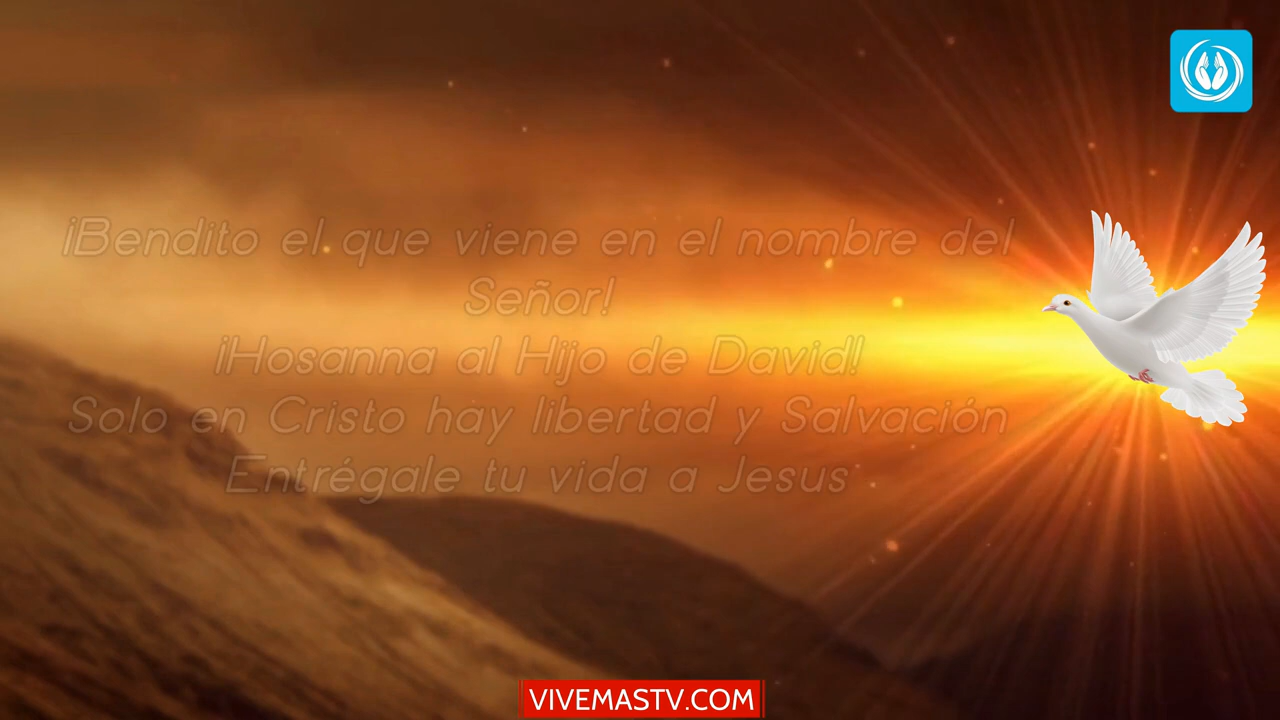 ¡Bendito el que viene en el nombre del
Señor!
¡Hosanna al Hijo de David!
Solo en Cristo hay libertad y Salvación
Entrégale tu vida a Jesus
VIVEMASTV.COM